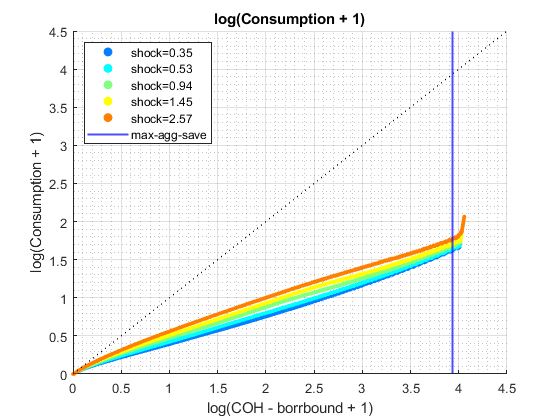 log(Consumption + 1)
log(Consumption + 1)
4.5
4
3.5
3
2.5
2
1.5
1
0.5
0
shock=0.35
shock=0.53
shock=0.94
shock=1.45
shock=2.57
max-agg-save
0 0.5 1 1.5 2 2.5 3 3.5 4 4.5
log(COH - borrbound + 1)